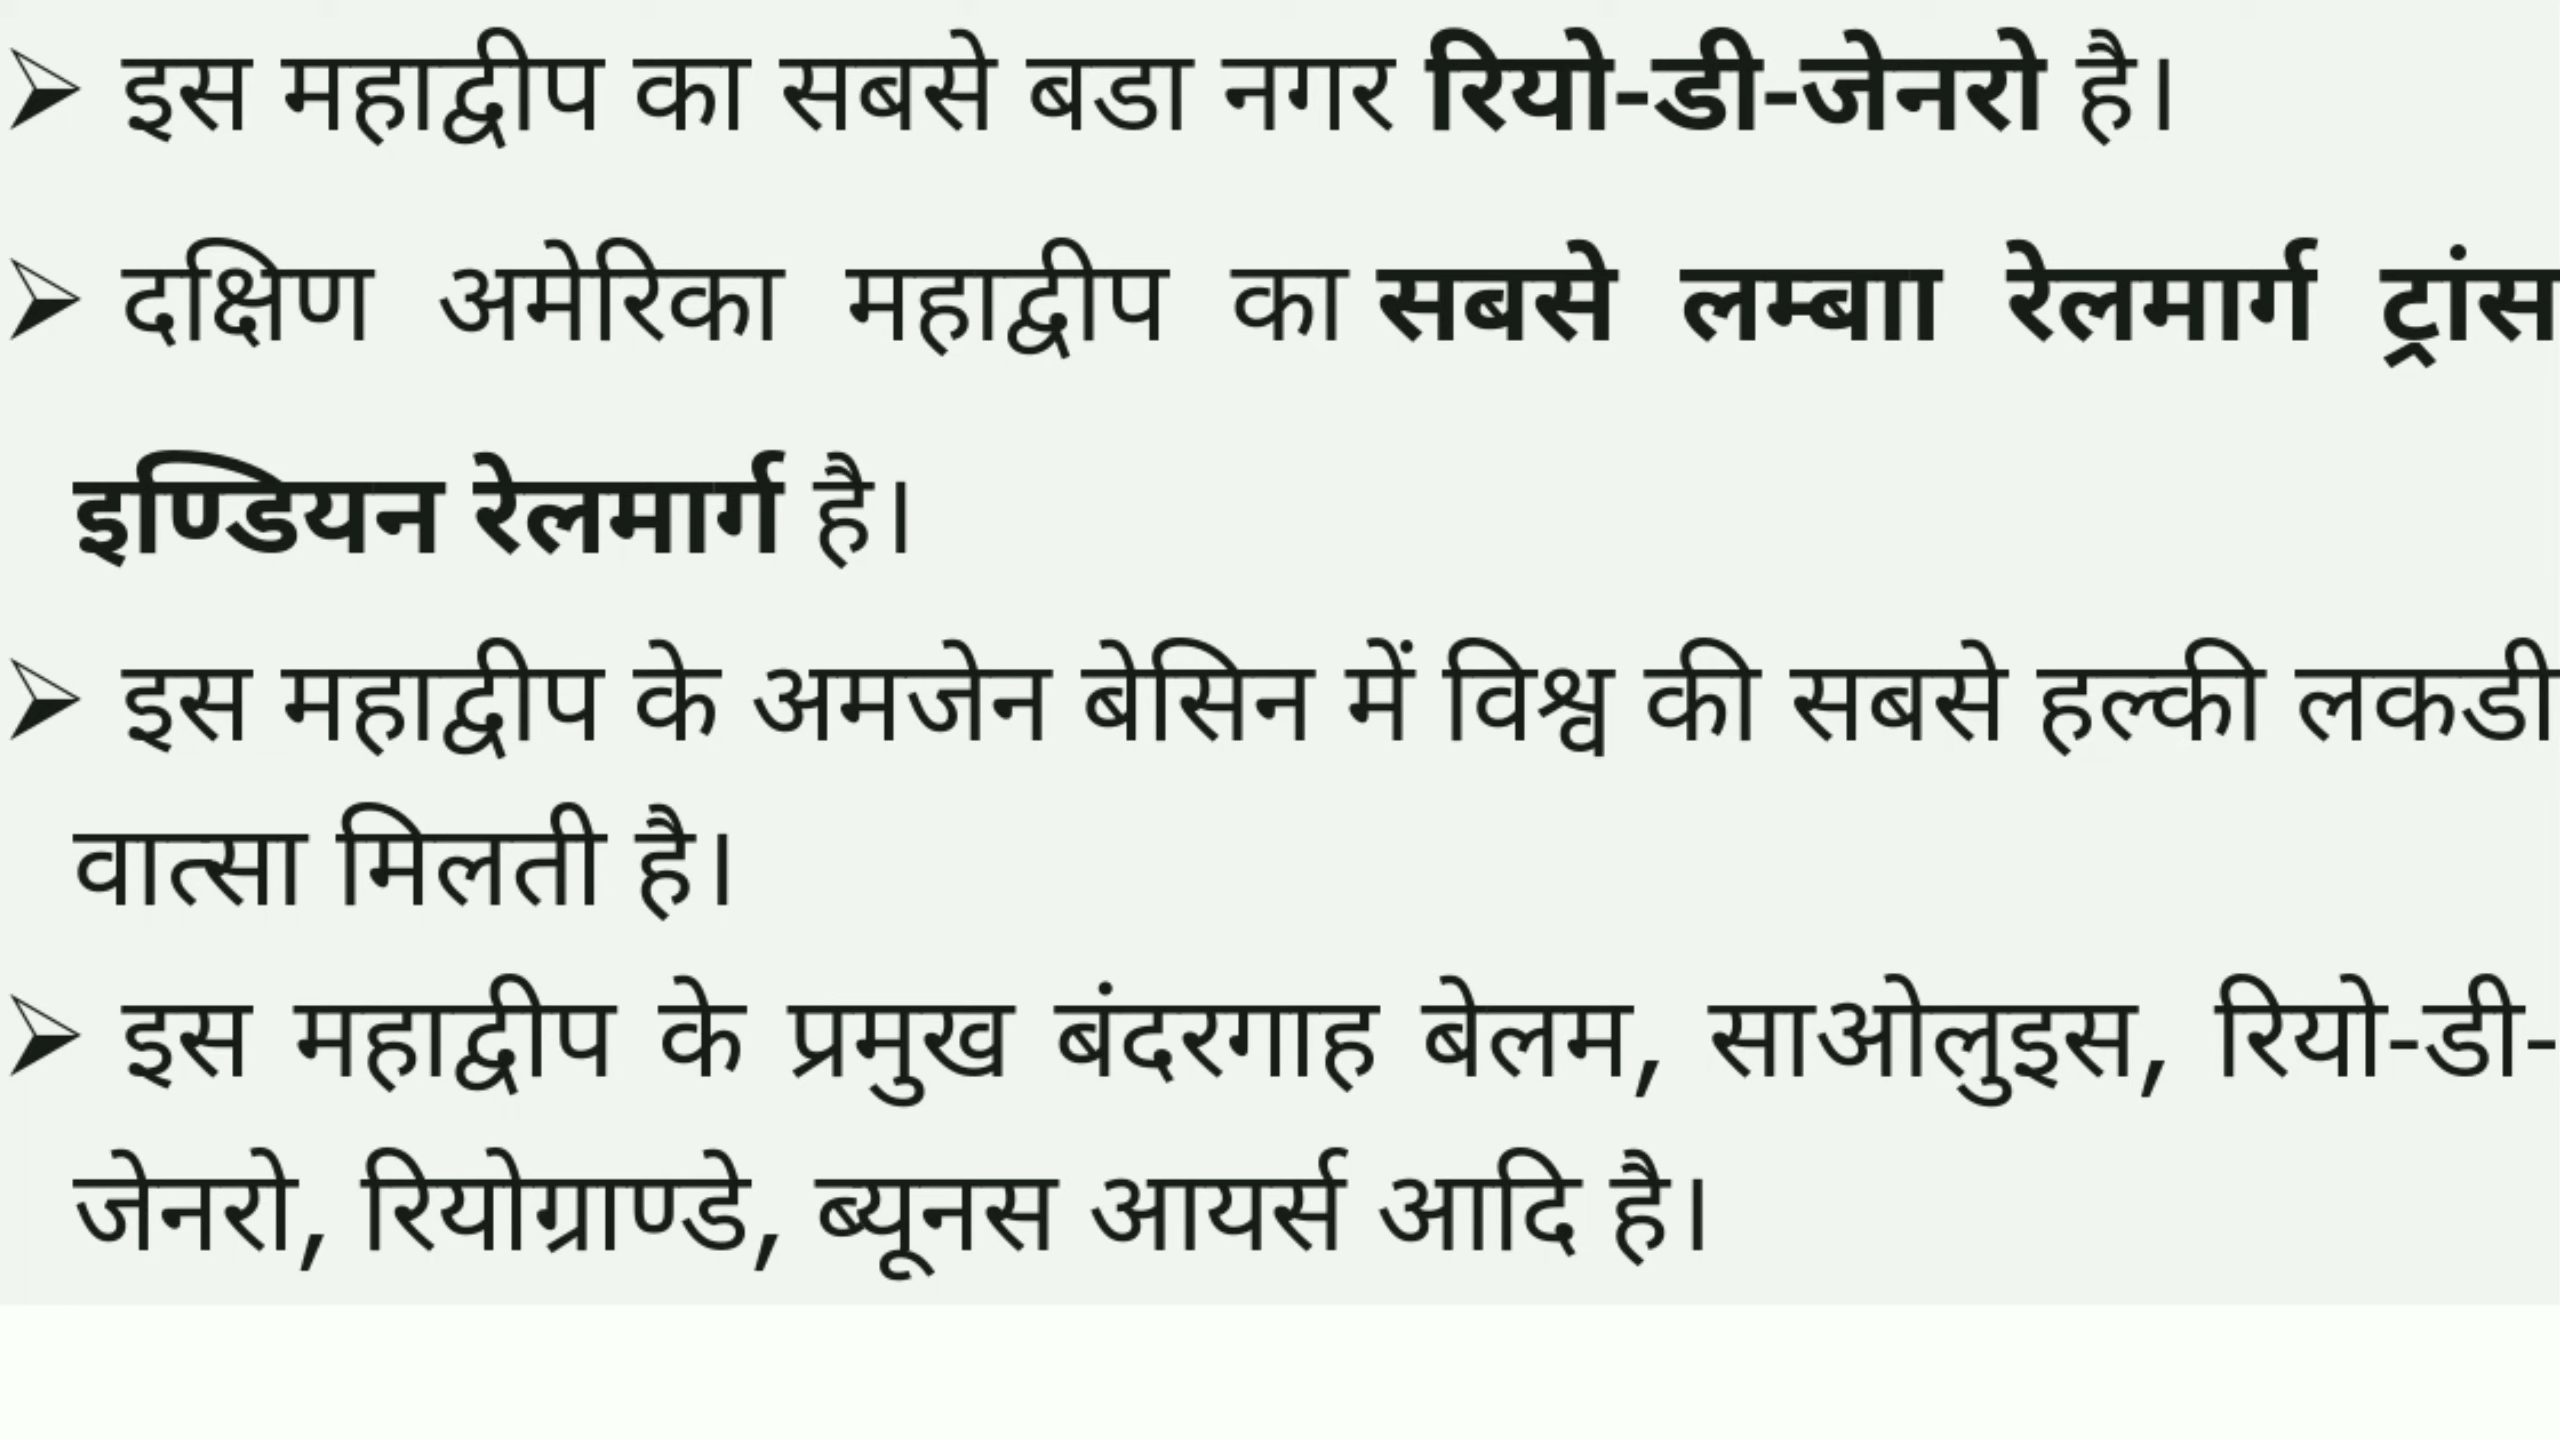 ➢ इस महाद्वीप का सबसे बडा नगर रियो-डी-जेनरो है।
➢ दक्षिण अमेरिका महाद्वीप का सबसे लम्बाा रेलमार्ग ट्रांस
इण्डियन रेलमार्ग है।
➢ इस महाद्वीप के अमजेन बेसिन में विश्व की सबसे हल्की लकडी
वात्सा मिलती है।
➢ इस महाद्वीप के प्रमुख बंदरगाह बेलम, साओलुइस, रियो-डी-
जेनरो, रियोग्राण्डे, ब्यूनस आयर्स आदि है।